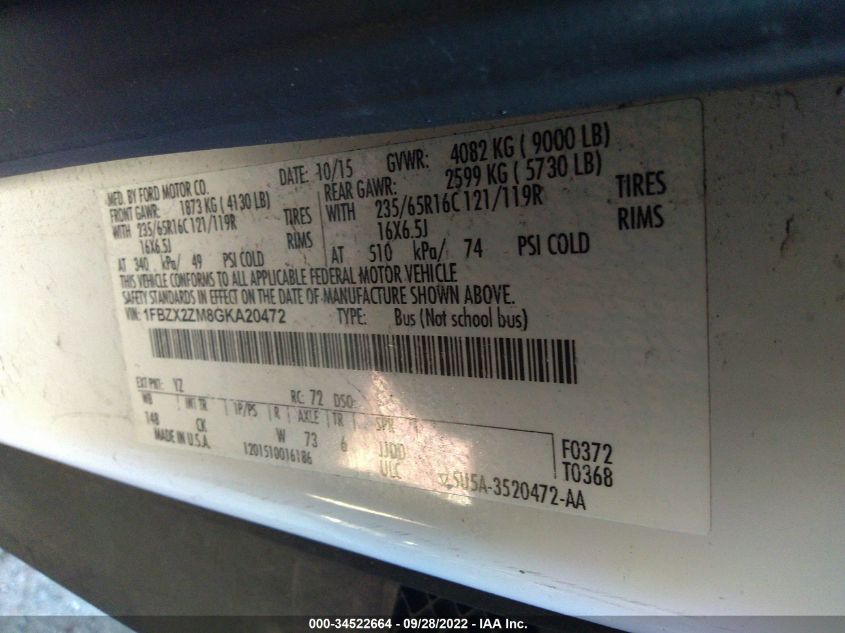 MFD. BY FORD MOTOR CO.
DATE: 10/15
GVWR: 4082 KG ( 9000 LB)
FRONT GAWR: 1873 KG ( 4130 LB)
REAR GAWR: 2599 KG ( 5730 LB)
WITH 235/65R16C 121/119R TIRES
WITH 235/65R16C 121/119R TIRES
16X6.5J RIMS
16X6.5J RIMS
AT 340 kPa/ 49 PSI COLD
AT 510 kPa/ 74 PSI COLD
THIS VEHICLE CONFORMS TO ALL APPLICABLE FEDERAL MOTOR VEHICLE
SAFETY STANDARDS IN EFFECT ON THE DATE OF MANUFACTURE SHOWN ABOVE.
VIN: 1FBZX2ZM8GKA20472 TYPE: Bus (Not school bus)
EXT PNT: YZ RC: 72 DSO:
WB INT TR TP/PS R AXLE TR SPR
148 CK W 73 6 JJDD
MADE IN U.S.A. 1201510016186 ULC
F0372
T0368
SU5A-3520472-AA
000-34522664 - 09/28/2022 - IAA Inc.